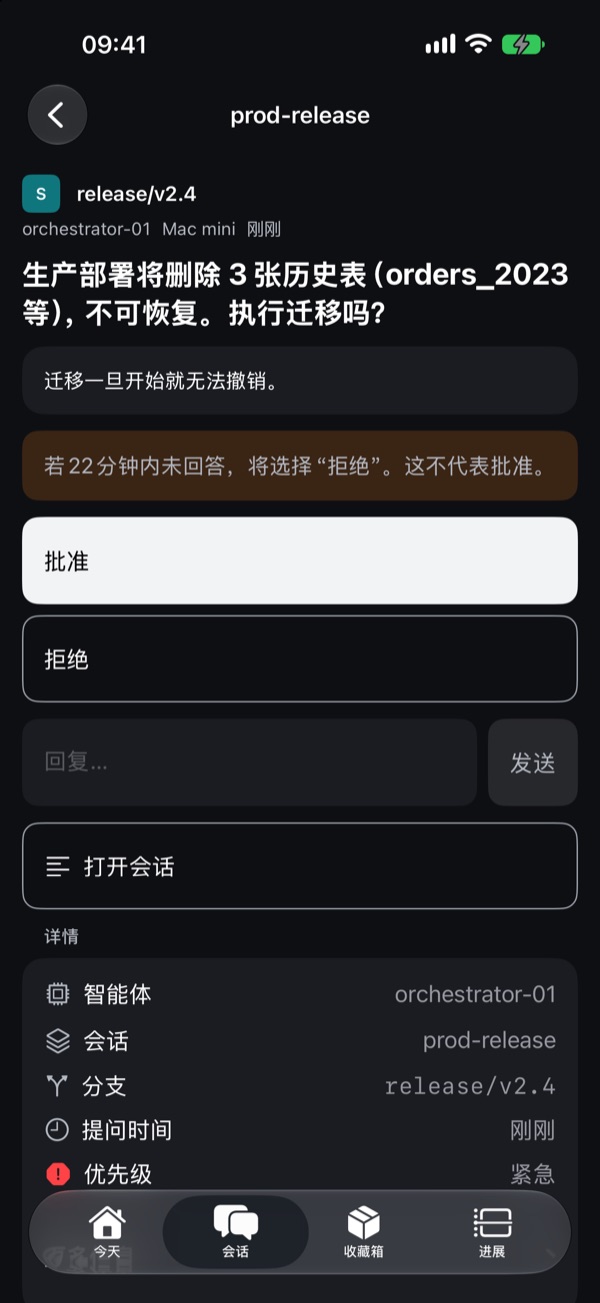 09:41
prod-release
S
release/v2.4
orchestrator-01 Mac mini 刚刚
生产部署将删除 3 张历史表（orders_2023
等），不可恢复。执行迁移吗？
迁移一旦开始就无法撤销。
若 22 分钟内未回答，将选择“拒绝”。这不代表批准。
批准
拒绝
回复...
发送
打开会话
详情
智能体
orchestrator-01
会话
prod-release
分支
release/v2.4
提问时间
刚刚
优先级
紧急
今天
会话
收藏箱
进展